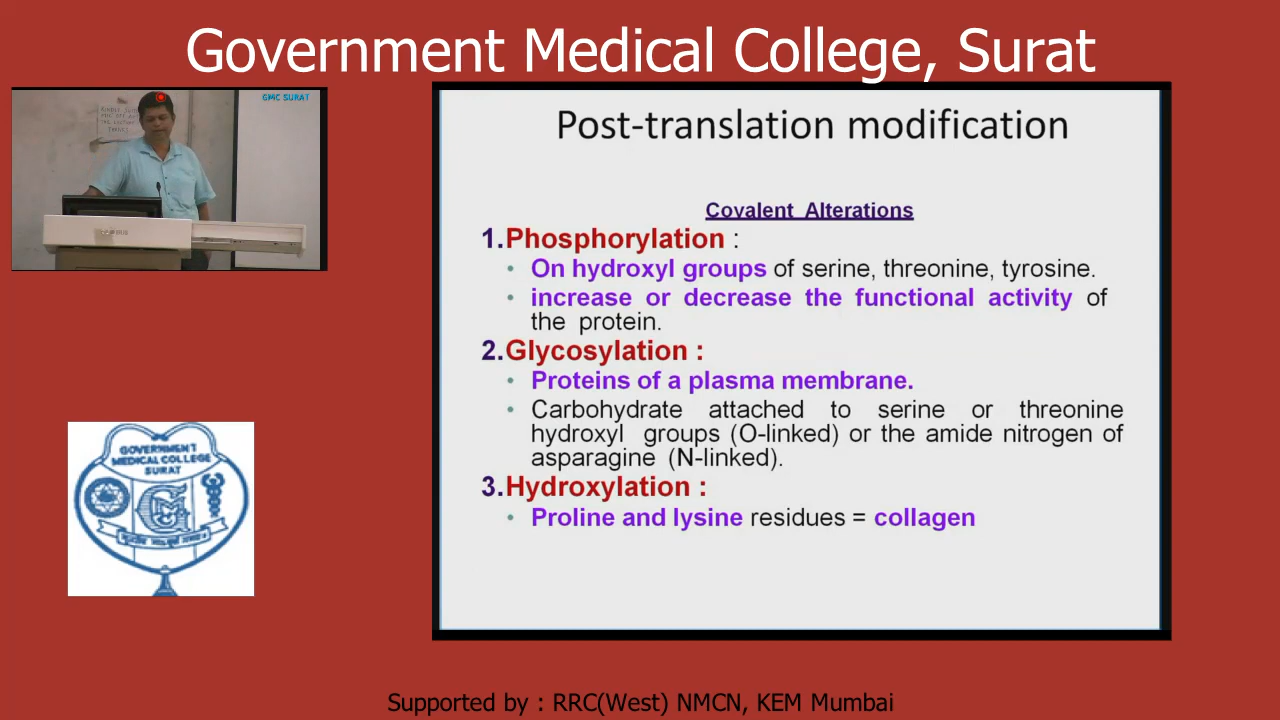 Government Medical College, Surat
GMC SURAT
Post-translation modification
Covalent Alterations
1.Phosphorylation :
• On hydroxyl groups of serine, threonine, tyrosine.
• increase or decrease the functional activity of
the protein.
2.Glycosylation :
• Proteins of a plasma membrane.
• Carbohydrate attached to serine or threonine
hydroxyl groups (O-linked) or the amide nitrogen of
asparagine (N-linked).
3.Hydroxylation :
• Proline and lysine residues = collagen
GOVERNMENT
MEDICAL COLLEGE
SURAT
Supported by : RRC(West) NMCN, KEM Mumbai